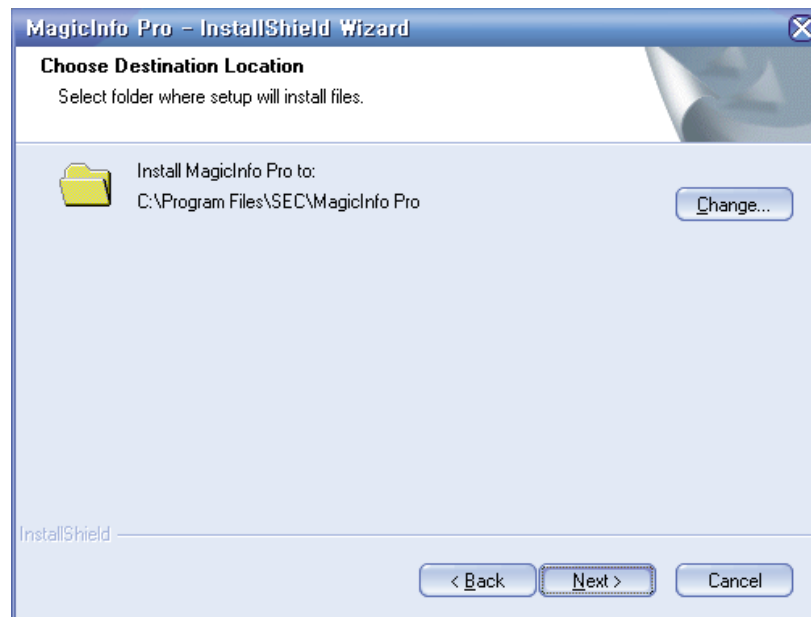 MagicInfo Pro - InstallShield Wizard
Choose Destination Location
Select folder where setup will install files.
Install MagicInfo Pro to:
C:\Program Files\SEC\MagicInfo Pro
Change...
InstallShield
< Back
Next >
Cancel